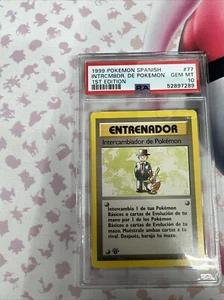 1999 POKEMON SPANISH #77
INTRCMBDR. DE POKEMON GEM MT
1ST EDITION 10
PSA 52897289
ENTRENADOR
Intercambiador de Pokémon
Intercambia 1 de tus Pokémon
Básicos o cartas de Evolución de tu
mano por 1 de los Pokémon
Básicos o cartas de Evolución de tu
mazo. Muéstrale ambas cartas a tu
rival. Después, baraja tu mazo.